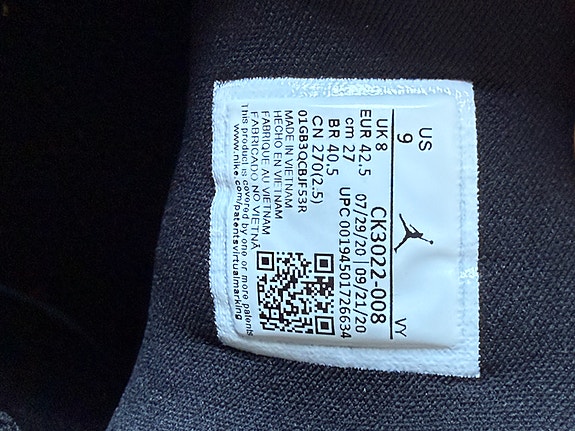 US
9
VY
UK 8
CK3022-008
EUR 42.5
07/29/20 | 09/21/20
cm 27
UPC 00194501726634
BR 40,5
CN 270(2.5)
01GB3QCBJF53R
MADE IN VIETNAM
HECHO EN VIETNAM
FABRIQUÉ AU VIETNAM
FABRICADO NO VIETNÃ
This product is covered by one or more patents
www.nike.com/patentsvirtualmarking